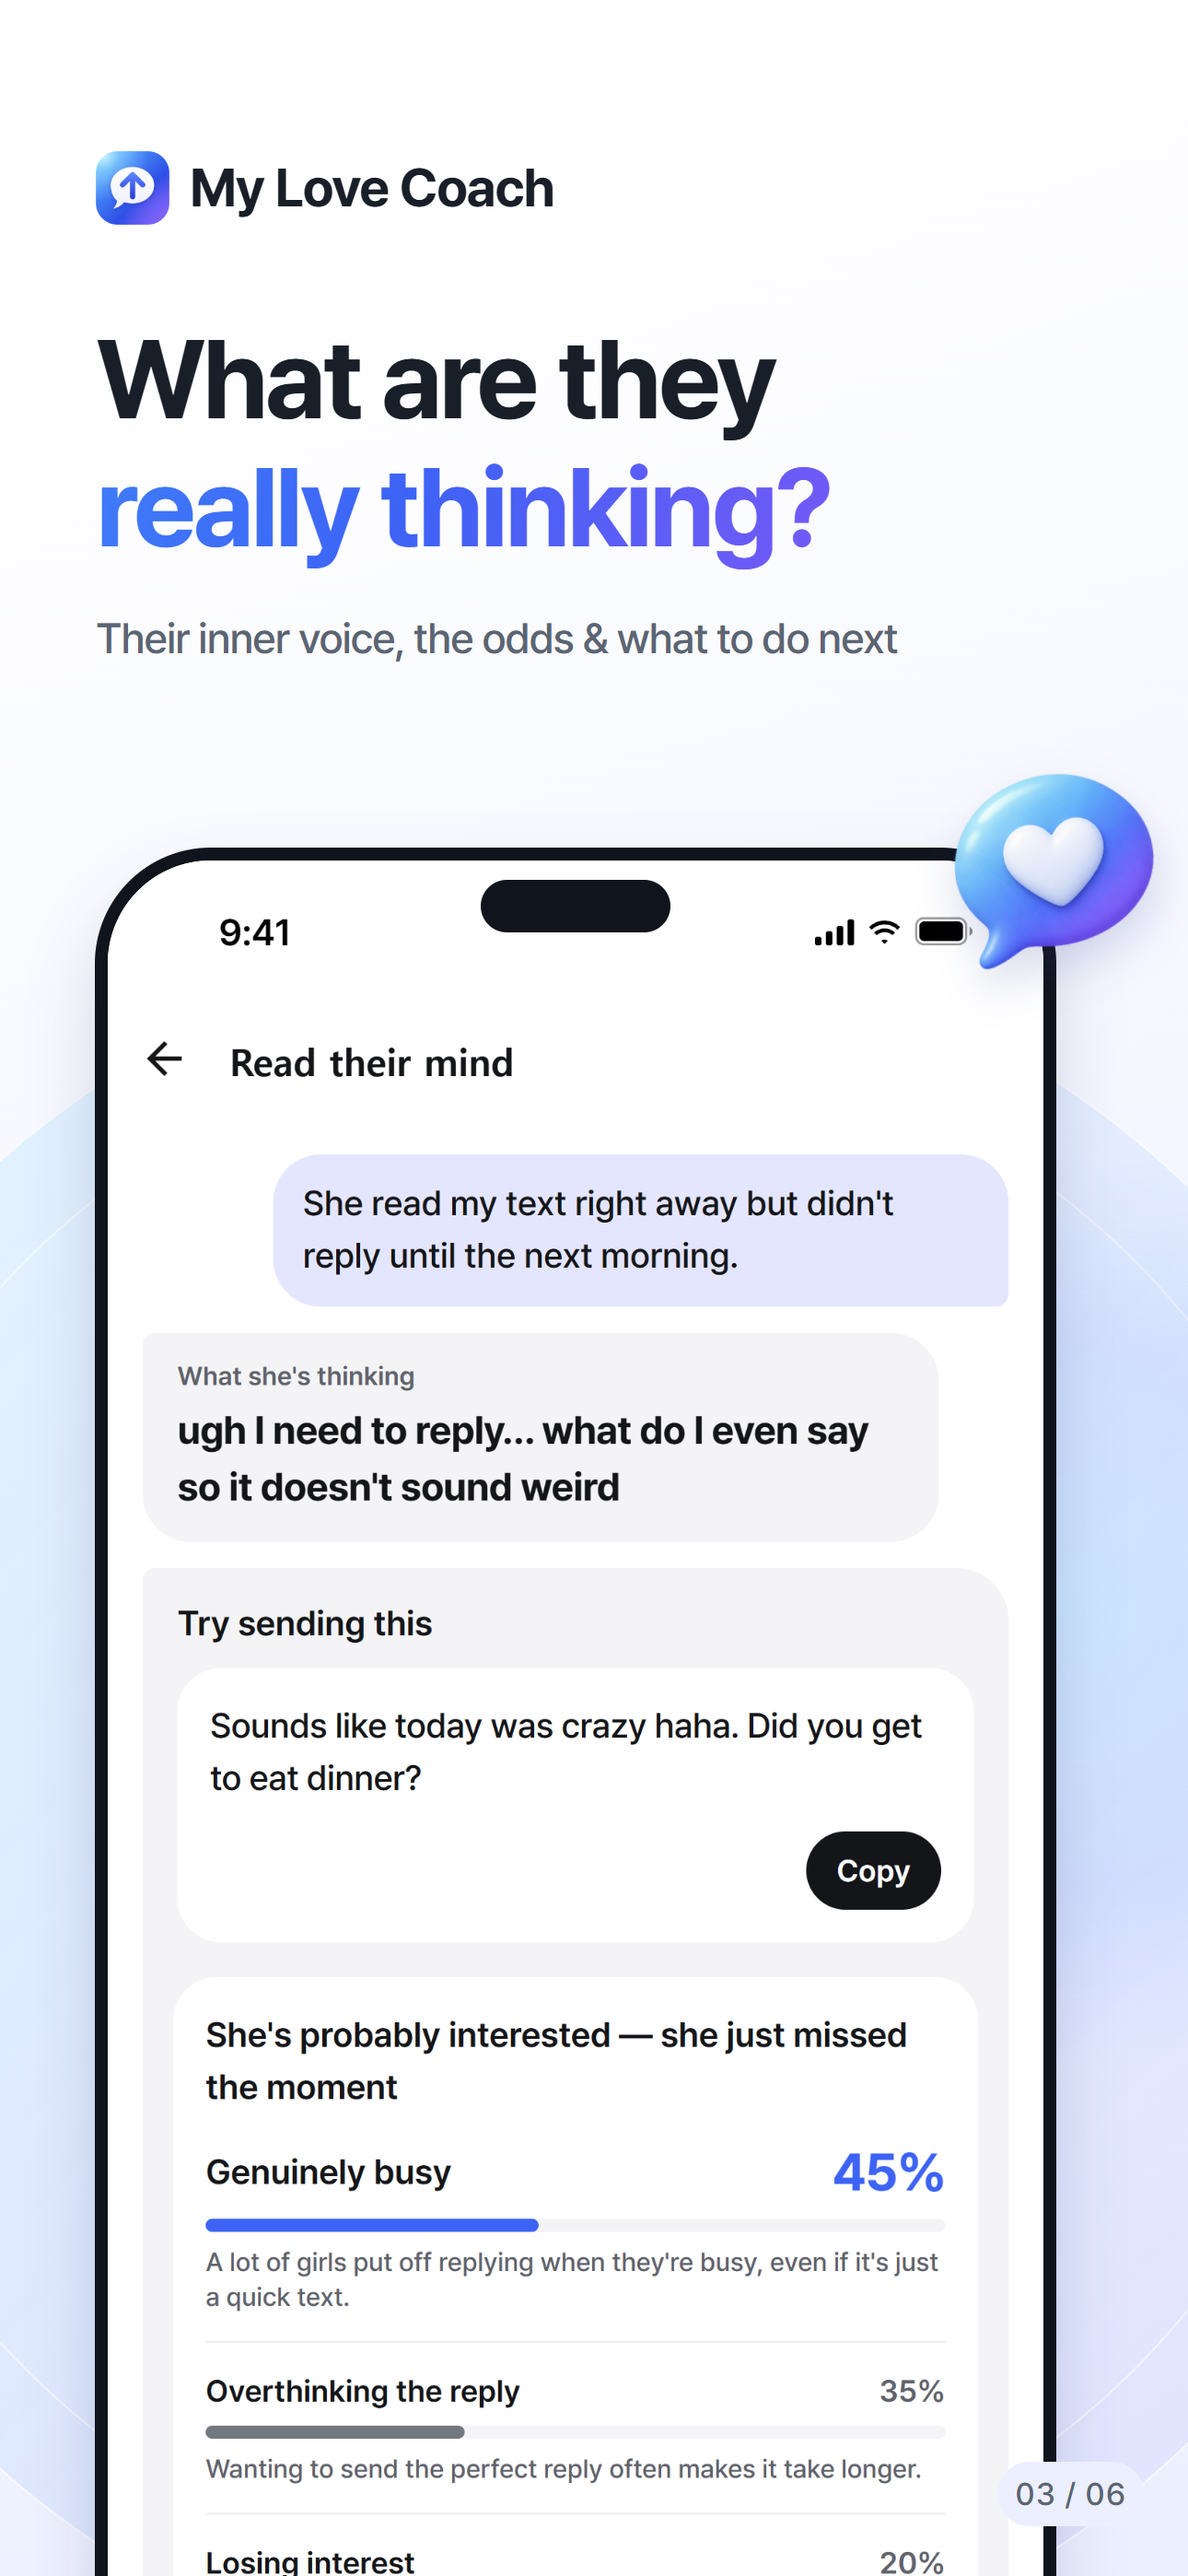 My Love Coach
What are they
really thinking?
Their inner voice, the odds & what to do next
9:41
Read their mind
She read my text right away but didn't
reply until the next morning.
What she's thinking
ugh I need to reply... what do I even say
so it doesn't sound weird
Try sending this
Sounds like today was crazy haha. Did you get
to eat dinner?
Copy
She's probably interested — she just missed
the moment
Genuinely busy 45%
A lot of girls put off replying when they're busy, even if it's just
a quick text.
Overthinking the reply 35%
Wanting to send the perfect reply often makes it take longer.
03 / 06
Losing interest 20%